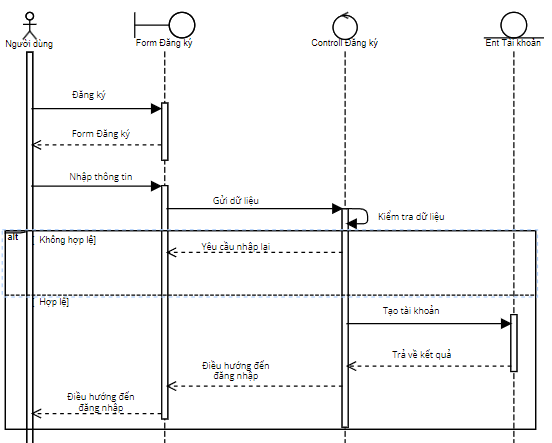 Người dùng
Form Đăng ký
Controll Đăng ký
Ent Tài khoản
Đăng ký
Form Đăng ký
Nhập thông tin
Gửi dữ liệu
Kiểm tra dữ liệu
alt
Không hợp lệ]
Yêu cầu nhập lại
Hợp lệ]
Tạo tài khoản
Trả về kết quả
Điều hướng đến
đăng nhập
Điều hướng đến
đăng nhập